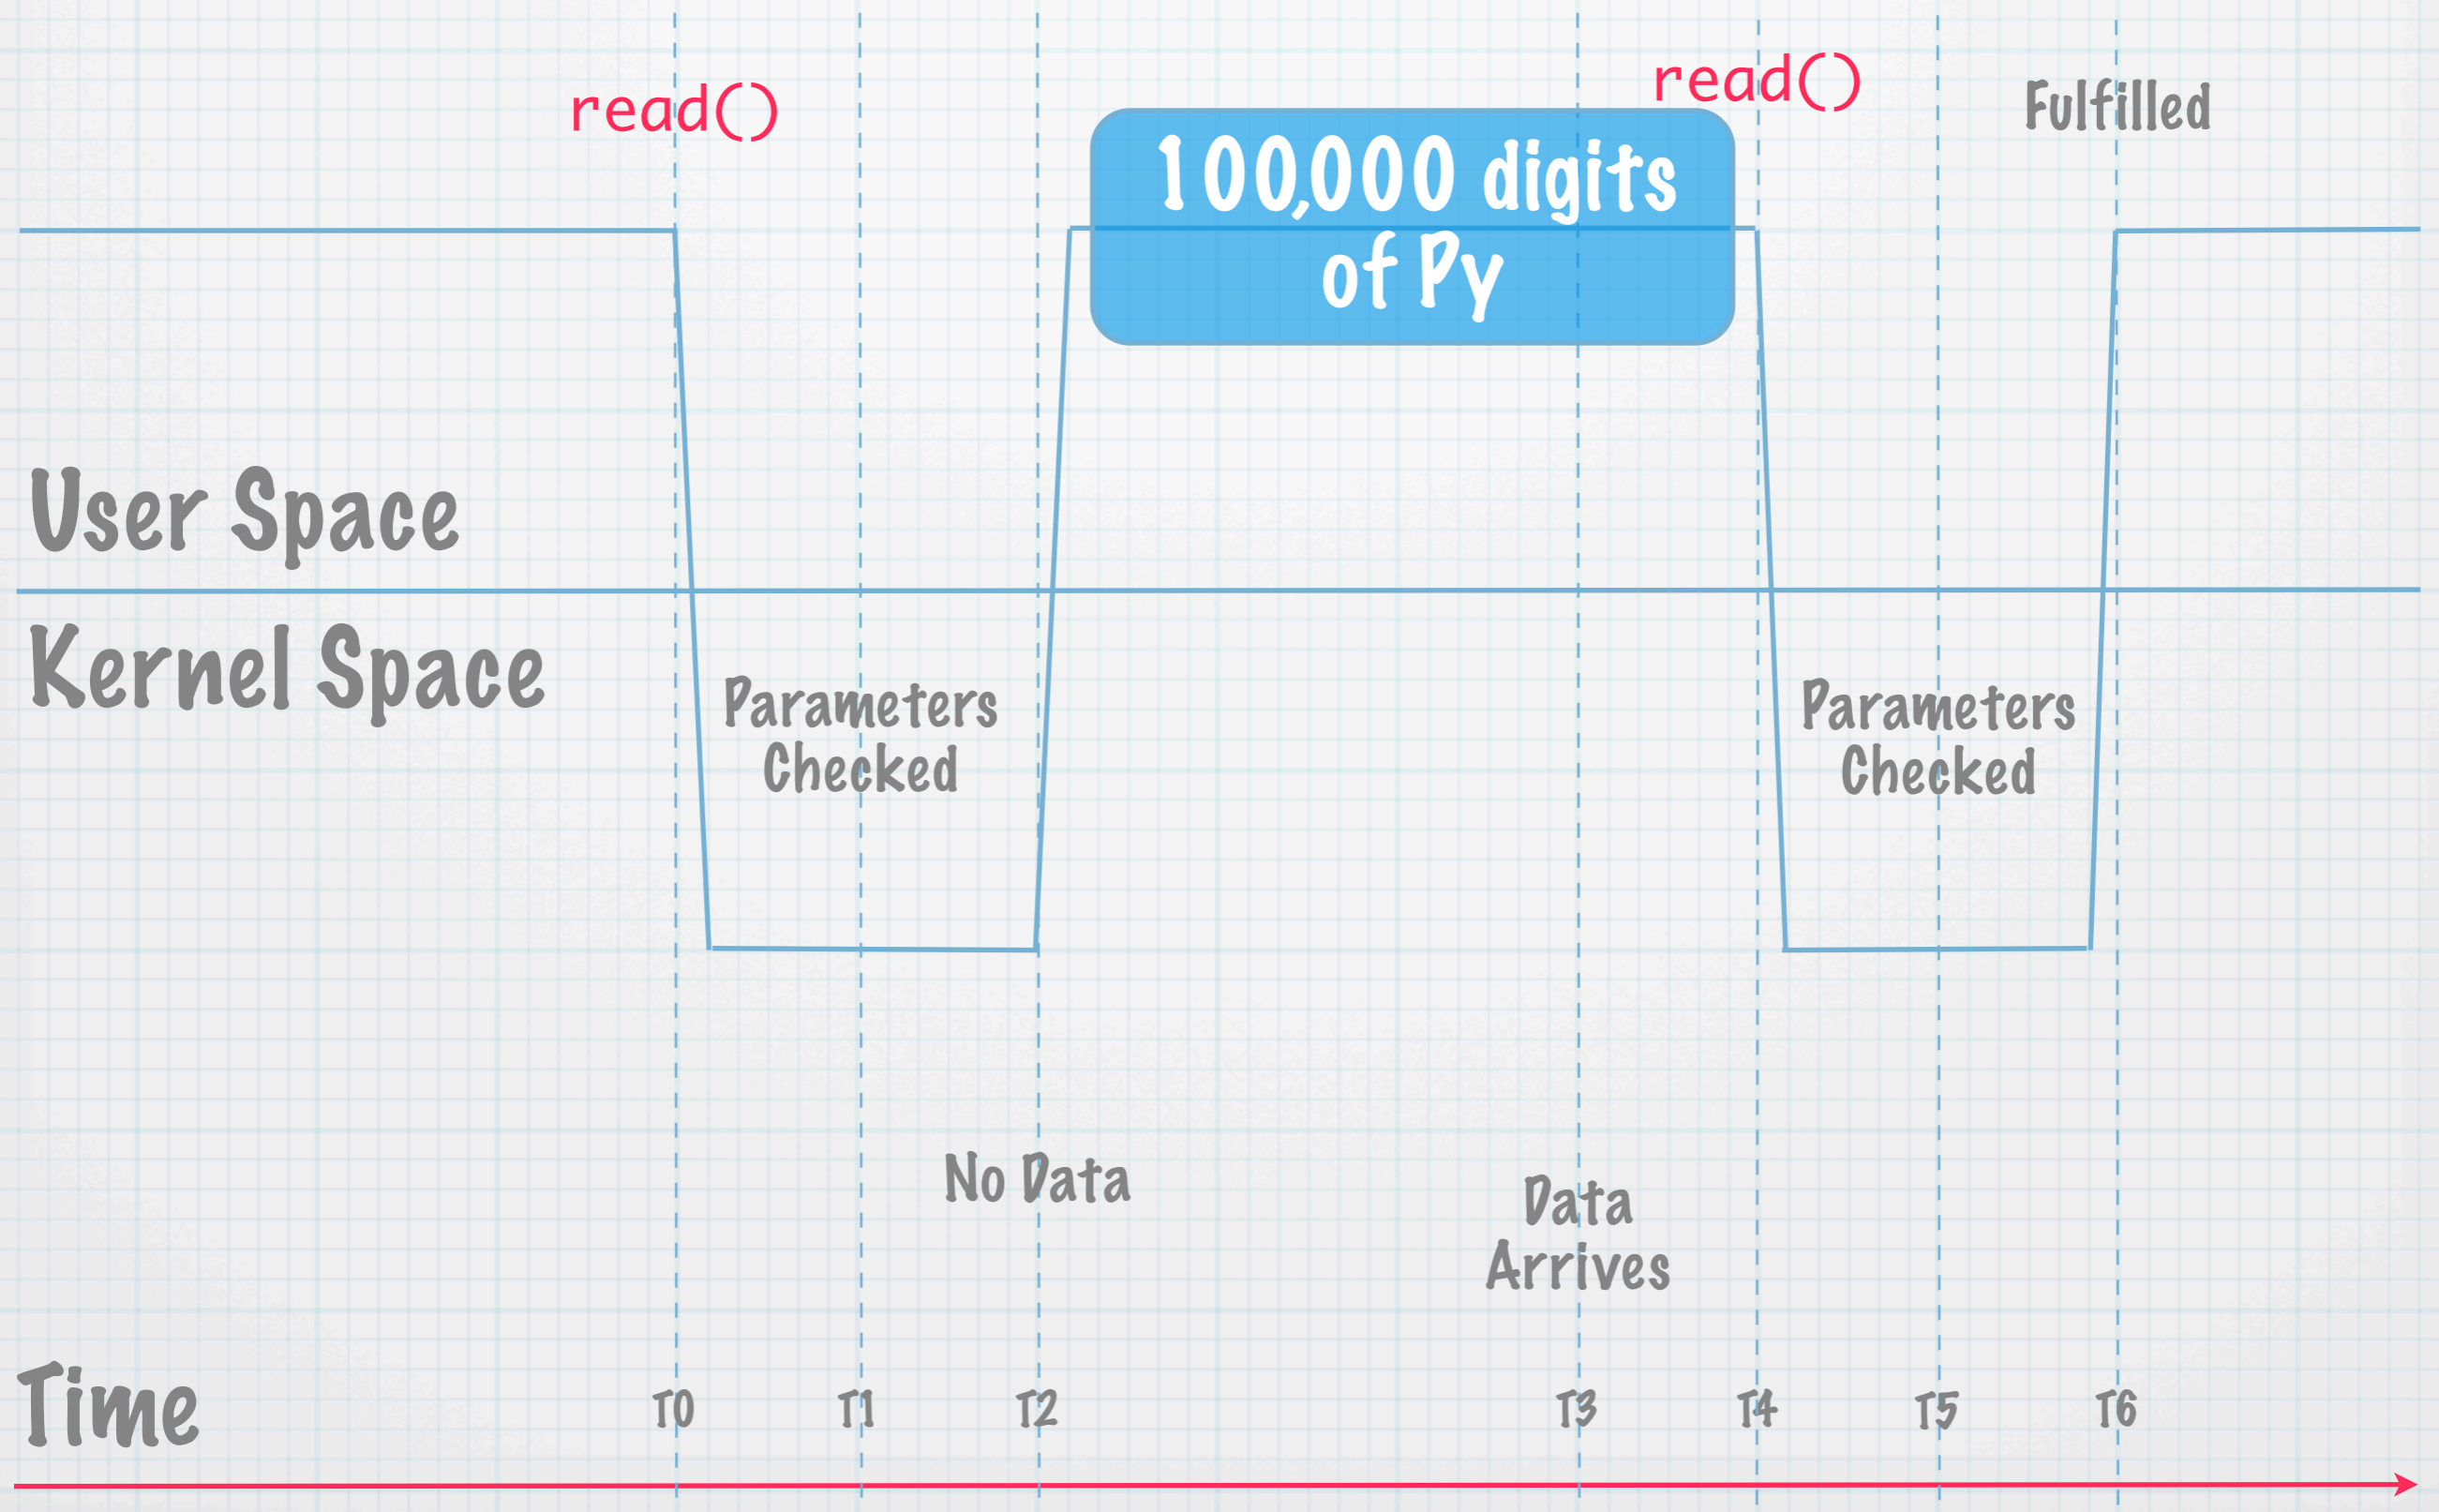 read()
read()
Fulfilled
100,000 digits
of Py
User Space
Kernel Space
Parameters
Checked
Parameters
Checked
No Data
Data
Arrives
Time
T0
T1
T2
T3
T4
T5
T6